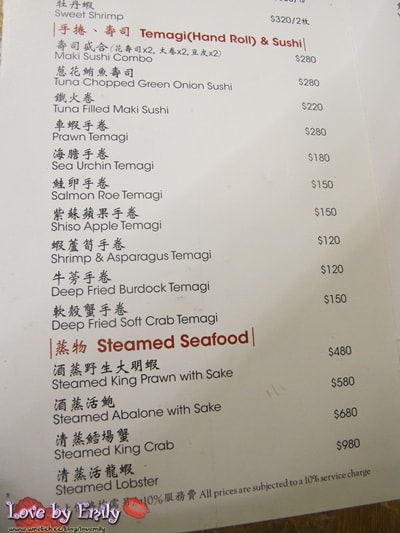 牡丹蝦
Sweet Shrimp $320/2枚
手捲、壽司 Temagi(Hand Roll) & Sushi
壽司盛合(花壽司x2, 太卷x2, 豆皮x2)
Maki Sushi Combo $280
蔥花鮪魚壽司
Tuna Chopped Green Onion Sushi $280
鐵火卷
Tuna Filled Maki Sushi $220
車蝦手卷
Prawn Temagi $280
海膽手卷
Sea Urchin Temagi $180
鮭卵手卷
Salmon Roe Temagi $150
紫蘇蘋果手卷
Shiso Apple Temagi $150
蝦蘆筍手卷
Shrimp & Asparagus Temagi $120
牛蒡手卷
Deep Fried Burdock Temagi $120
軟殼蟹手卷
Deep Fried Soft Crab Temagi $150
蒸物 Steamed Seafood
酒蒸野生大明蝦 $480
Steamed King Prawn with Sake
酒蒸活鮑 $580
Steamed Abalone with Sake
清蒸鱈場蟹 $680
Steamed King Crab
清蒸活龍蝦 $980
Steamed Lobster
10%服務費 All prices are subjected to a 10% service charge
Love by Emily